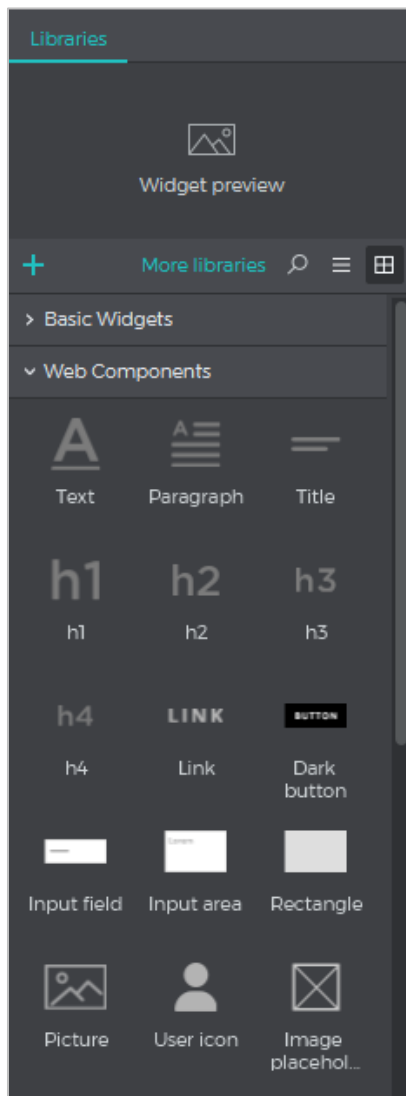 Libraries
Widget preview
More libraries
Basic Widgets
Web Components
A
A
Text Paragraph Title
h1 h2 h3
h1 h2 h3
h4 LINK BUTTON
h4 Link Dark
button
Lorem
Input field Input area Rectangle
Picture User icon Image
placehol...